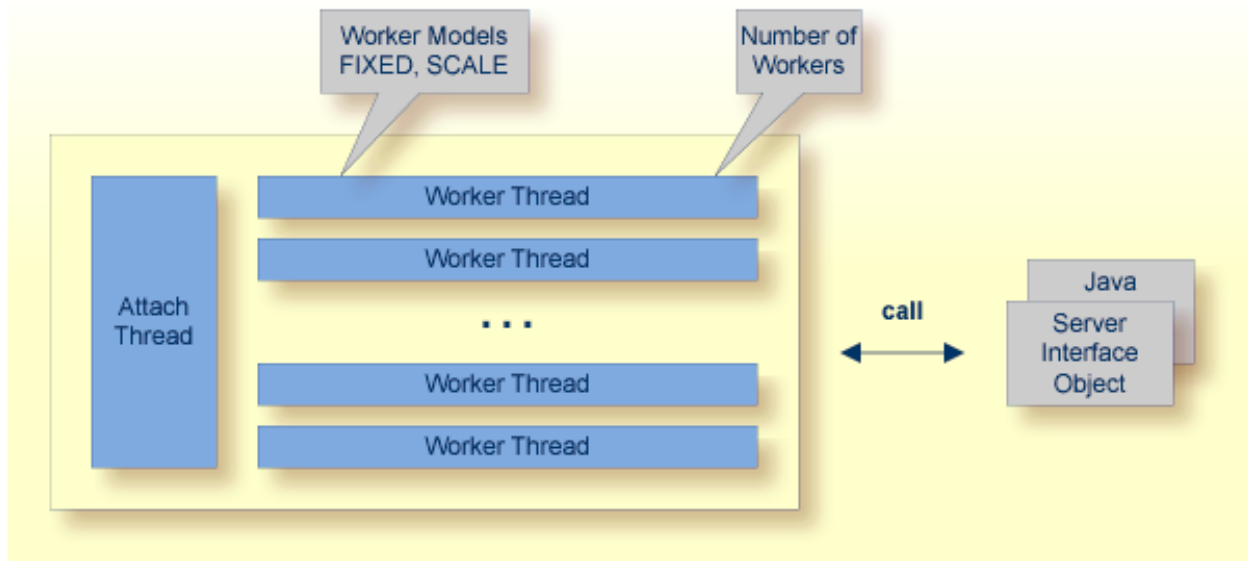 Worker Models
FIXED, SCALE
Number of
Workers
Worker Thread
Worker Thread
Attach
Thread
...
Worker Thread
Worker Thread
call
Java
Server
Interface
Object